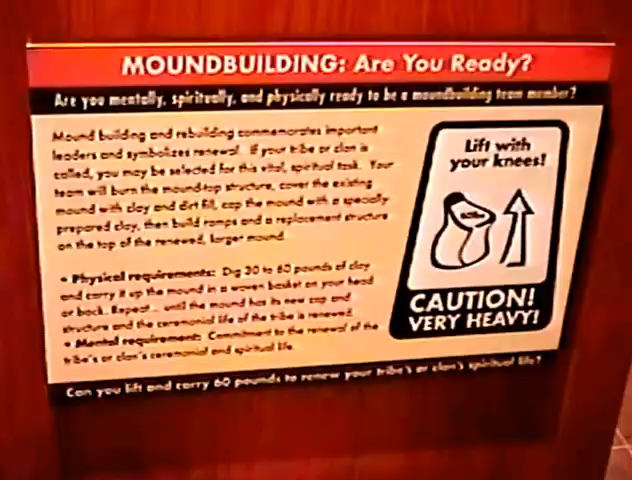 MOUNDBUILDING: Are You Ready?
Are you mentally, spiritually, and physically ready to be a moundbuilding team member?
Mound building and rebuilding commemorates important
leaders and symbolizes renewal. If your tribe or clan is
called, you may be selected for this vital, spiritual task. Your
team will burn the mound-top structure, cover the existing
mound with clay and dirt fill, cap the mound with a specially
prepared clay, then build ramps and a replacement structure
on the top of the renewed, larger mound.
• Physical requirements: Dig 30 to 60 pounds of clay
and carry it up the mound in a woven basket on your head
or back. Repeat... until the mound has its new cap and
structure and the ceremonial life of the tribe is renewed.
• Mental requirement: Commitment to the renewal of the
tribe's or clan's ceremonial and spiritual life.
Lift with
your knees!
CAUTION!
VERY HEAVY!
Can you lift and carry 60 pounds to renew your tribe's or clan's spiritual life?